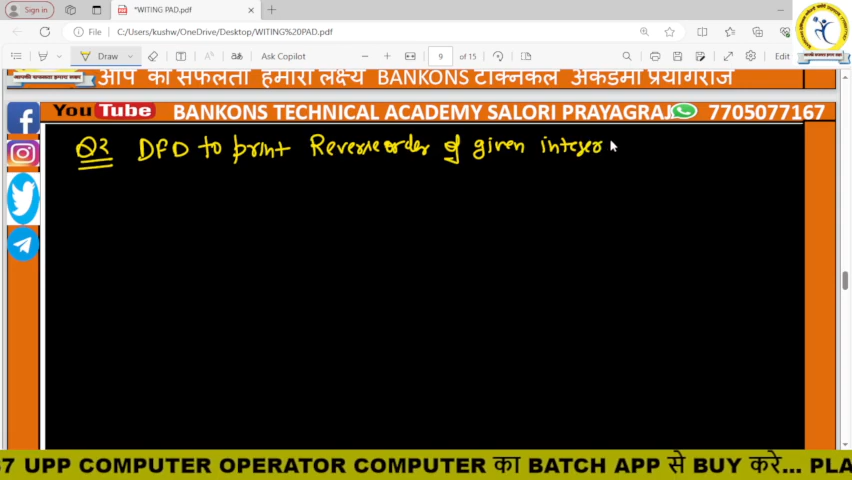 Sign in
*WITING PAD.pdf
File
C:/Users/kushw/OneDrive/Desktop/WITING%20PAD.pdf
Draw
Ask Copilot
9 of 15
Edit
आप की सफलता हमारा लक्ष्य BANKONS टेक्निकल अकेडमी प्रयागराज
YouTube BANKONS TECHNICAL ACADEMY SALORI PRAYAGRAJ 7705077167
Q2 DFD to print Reverse order of given integer
67 UPP COMPUTER OPERATOR COMPUTER का BATCH APP से BUY करे... PLA